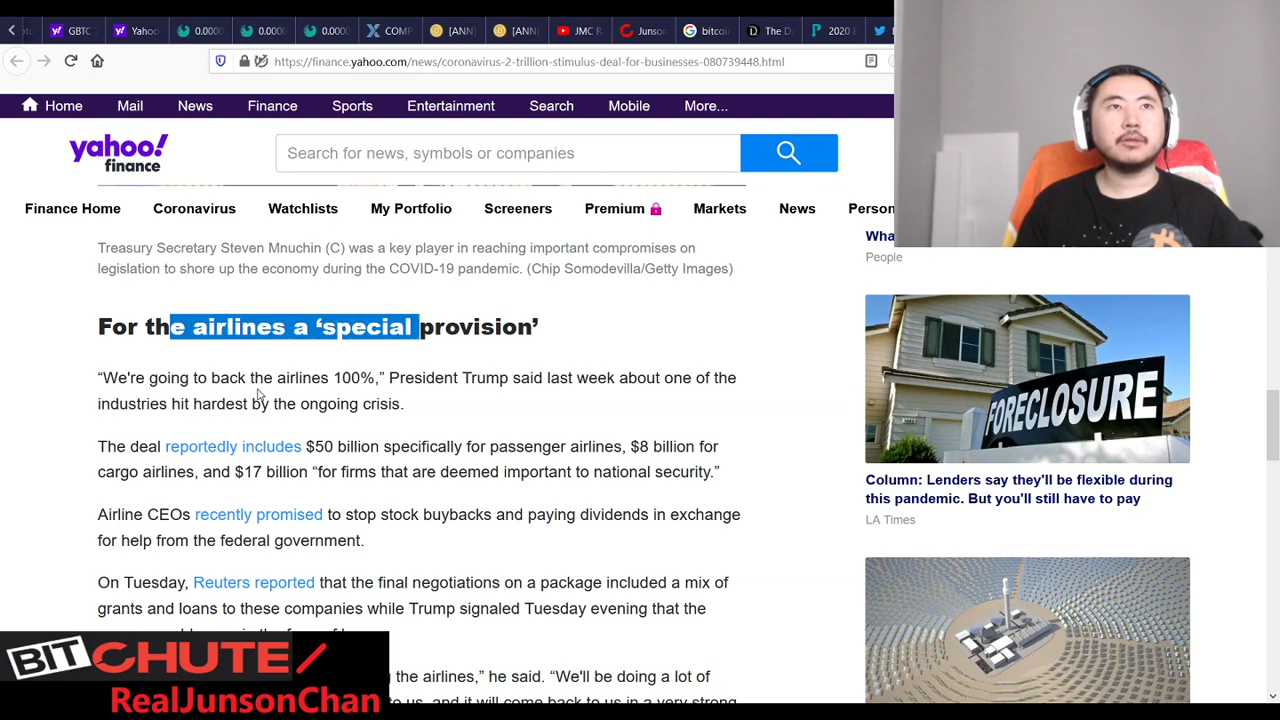 GBTC
Yahoo
0.0000
0.0000
0.0000
COMP
[ANN]
[ANN]
JMC R
Junson
bitcoi
The D
2020 D
https://finance.yahoo.com/news/coronavirus-2-trillion-stimulus-deal-for-businesses-080739448.html
Home Mail News Finance Sports Entertainment Search Mobile More...
yahoo!
finance
Search for news, symbols or companies
Finance Home Coronavirus Watchlists My Portfolio Screeners Premium Markets News Person
Treasury Secretary Steven Mnuchin (C) was a key player in reaching important compromises on
legislation to shore up the economy during the COVID-19 pandemic. (Chip Somodevilla/Getty Images)
For the airlines a ‘special provision’
“We're going to back the airlines 100%,” President Trump said last week about one of the
industries hit hardest by the ongoing crisis.
The deal reportedly includes $50 billion specifically for passenger airlines, $8 billion for
cargo airlines, and $17 billion “for firms that are deemed important to national security.”
Airline CEOs recently promised to stop stock buybacks and paying dividends in exchange
for help from the federal government.
On Tuesday, Reuters reported that the final negotiations on a package included a mix of
grants and loans to these companies while Trump signaled Tuesday evening that the
the airlines,” he said. “We'll be doing a lot of
to us, and it will come back to us in a very strong
Wha
People
FORECLOSURE
Column: Lenders say they'll be flexible during
this pandemic. But you'll still have to pay
LA Times
BITCHUTE
RealJunsonChan